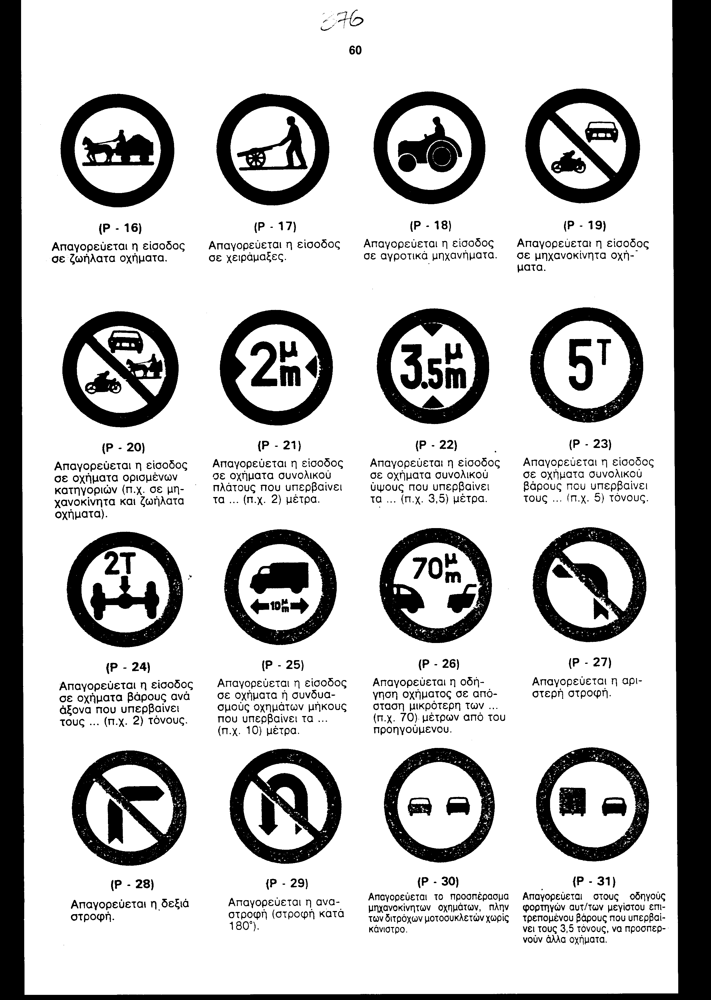 376
60
(P - 16)
Απαγορεύεται η είσοδος
σε ζωήλατα οχήματα.
(P - 17)
Απαγορεύεται η είσοδος
σε χειράμαξες.
(P - 18)
Απαγορεύεται η είσοδος
σε αγροτικά μηχανήματα.
(P - 19)
Απαγορεύεται η είσοδος
σε μηχανοκίνητα οχή-
ματα.
2μ
m
3.5μ
m
5T
(P - 20)
Απαγορεύεται η είσοδος
σε οχήματα ορισμένων
κατηγοριών (π.χ. σε μη-
χανοκίνητα και ζωήλατα
οχήματα).
(P - 21)
Απαγορεύεται η είσοδος
σε οχήματα συνολικού
πλάτους που υπερβαίνει
τα ... (π.χ. 2) μέτρα.
(P - 22)
Απαγορεύεται η είσοδος
σε οχήματα συνολικού
ύψους που υπερβαίνει
τα ... (π.χ. 3,5) μέτρα.
(P - 23)
Απαγορεύεται η είσοδος
σε οχήματα συνολικού
βάρους που υπερβαίνει
τους ... (π.χ. 5) τόνους.
2T
10μ
m
70μ
m
(P - 24)
Απαγορεύεται η είσοδος
σε οχήματα βάρους ανά
άξονα που υπερβαίνει
τους ... (π.χ. 2) τόνους.
(P - 25)
Απαγορεύεται η είσοδος
σε οχήματα ή συνδυα-
σμούς οχημάτων μήκους
που υπερβαίνει τα ...
(π.χ. 10) μέτρα.
(P - 26)
Απαγορεύεται η οδή-
γηση οχήματος σε από-
σταση μικρότερη των ...
(π.χ. 70) μέτρων από του
προηγούμενου.
(P - 27)
Απαγορεύεται η αρι-
στερή στροφή.
(P - 28)
Απαγορεύεται η δεξιά
στροφή.
(P - 29)
Απαγορεύεται η ανα-
στροφή (στροφή κατά
180°).
(P - 30)
Απαγορεύεται το προσπέρασμα
μηχανοκίνητων οχημάτων, πλην
των διτρόχων μοτοσυκλετών χωρίς
κάνιστρο.
(P - 31)
Απαγορεύεται στους οδηγούς
φορτηγών αυτ/των μεγίστου επι-
τρεπομένου βάρους που υπερβαί-
νει τους 3,5 τόνους, να προσπερ-
νούν άλλα οχήματα.